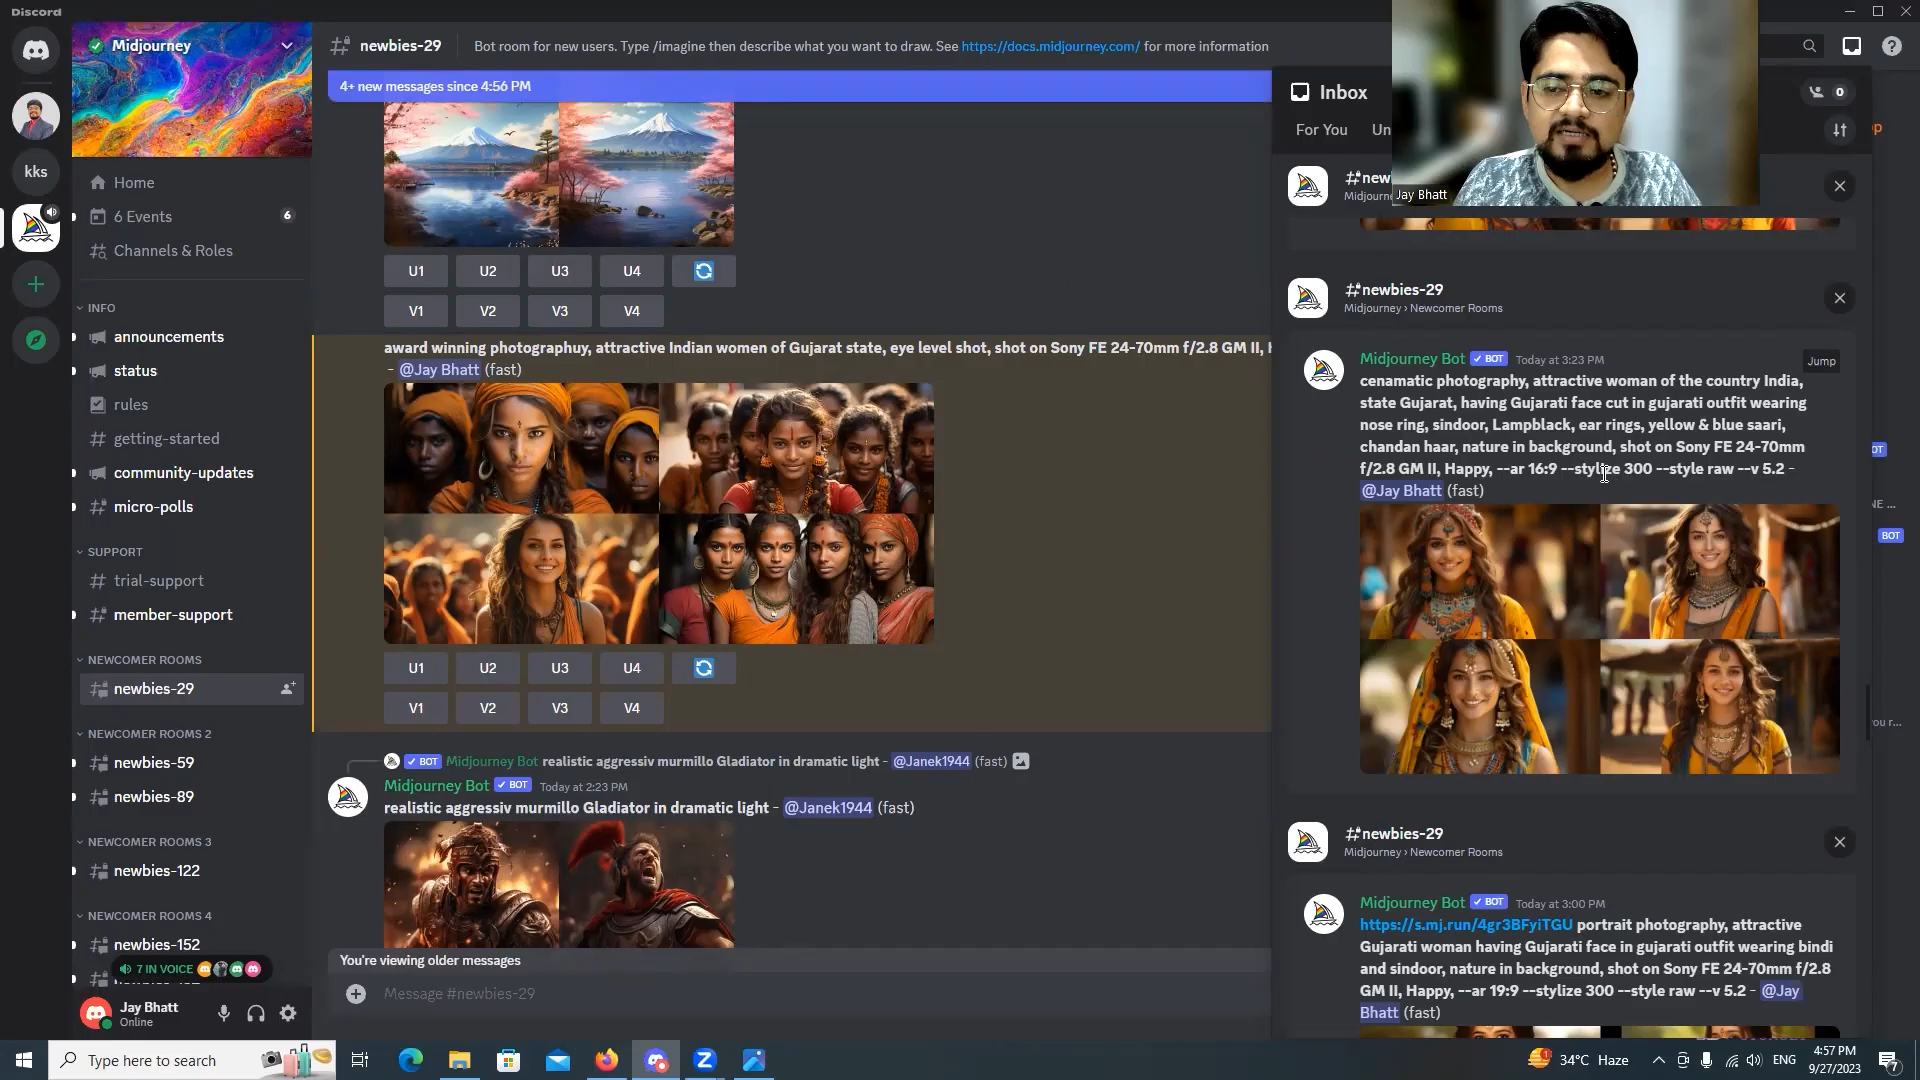 Discord
Midjourney
Home
6 Events
6
Channels & Roles
INFO
announcements
status
rules
getting-started
community-updates
micro-polls
SUPPORT
trial-support
member-support
NEWCOMER ROOMS
newbies-29
NEWCOMER ROOMS 2
newbies-59
newbies-89
NEWCOMER ROOMS 3
newbies-122
NEWCOMER ROOMS 4
newbies-152
7 IN VOICE
Jay Bhatt
Online
kks
newbies-29
Bot room for new users. Type /imagine then describe what you want to draw. See https://docs.midjourney.com/ for more information
4+ new messages since 4:56 PM
U1 U2 U3 U4
V1 V2 V3 V4
award winning photographuy, attractive Indian women of Gujarat state, eye level shot, shot on Sony FE 24-70mm f/2.8 GM II,
- @Jay Bhatt (fast)
U1 U2 U3 U4
V1 V2 V3 V4
BOT Midjourney Bot realistic aggressiv murmillo Gladiator in dramatic light - @Janek1944 (fast)
Midjourney Bot BOT Today at 2:23 PM
realistic aggressiv murmillo Gladiator in dramatic light - @Janek1944 (fast)
You're viewing older messages
Message #newbies-29
Inbox
0
For You Un
#new
Midjourn
Jay Bhatt
#newbies-29
Midjourney › Newcomer Rooms
Midjourney Bot BOT Today at 3:23 PM
Jump
cenamatic photography, attractive woman of the country India,
state Gujarat, having Gujarati face cut in gujarati outfit wearing
nose ring, sindoor, Lampblack, ear rings, yellow & blue saari,
chandan haar, nature in background, shot on Sony FE 24-70mm
f/2.8 GM II, Happy, --ar 16:9 --stylize 300 --style raw --v 5.2 -
@Jay Bhatt (fast)
#newbies-29
Midjourney › Newcomer Rooms
Midjourney Bot BOT Today at 3:00 PM
https://s.mj.run/4gr3BFyiTGU portrait photography, attractive
Gujarati woman having Gujarati face in gujarati outfit wearing bindi
and sindoor, nature in background, shot on Sony FE 24-70mm f/2.8
GM II, Happy, --ar 19:9 --stylize 300 --style raw --v 5.2 - @Jay
Bhatt (fast)
OT
NE ...
BOT
Type here to search
34°C Haze
ENG
4:57 PM
9/27/2023
7